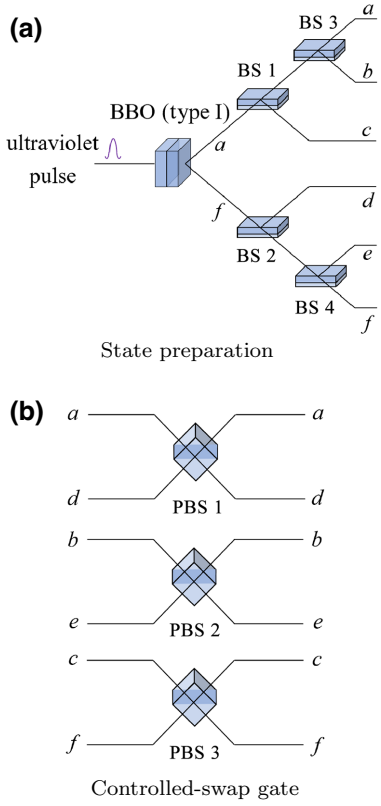 (a)
a
BS 3
b
BS 1
BBO (type I)
c
a
ultraviolet
pulse
d
f
e
BS 2
BS 4
f
State preparation
(b)
a a
d d
PBS 1
b b
e e
PBS 2
c c
f f
PBS 3
Controlled-swap gate